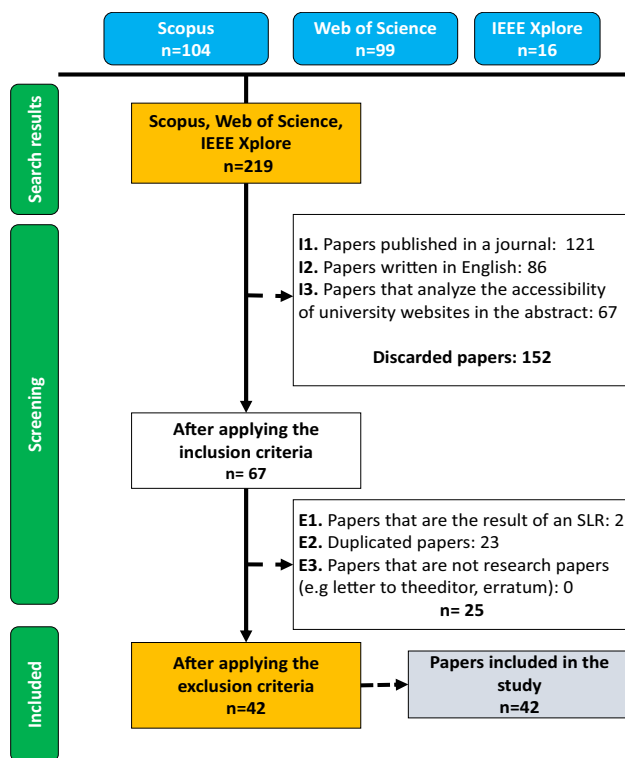 Scopus
n=104
Web of Science
n=99
IEEE Xplore
n=16
Search results
Scopus, Web of Science,
IEEE Xplore
n=219
Screening
I1. Papers published in a journal: 121
I2. Papers written in English: 86
I3. Papers that analyze the accessibility
of university websites in the abstract: 67
Discarded papers: 152
After applying the
inclusion criteria
n= 67
E1. Papers that are the result of an SLR: 2
E2. Duplicated papers: 23
E3. Papers that are not research papers
(e.g letter to theeditor, erratum): 0
n= 25
Included
After applying the
exclusion criteria
n=42
Papers included in the
study
n=42